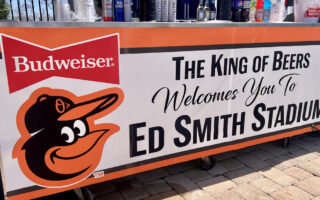 Budweiser
THE KING OF BEERS
Welcomes You To
ED SMITH STADIUM